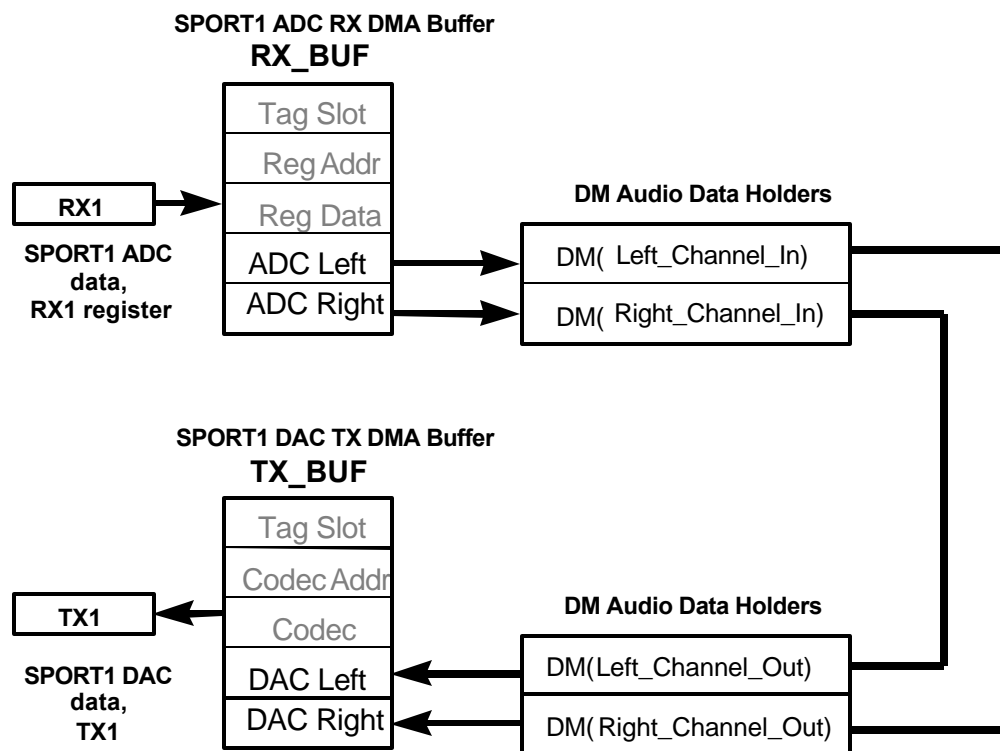 SPORT1 ADC RX DMA Buffer
RX_BUF
Tag Slot
Reg Addr
Reg Data
ADC Left
ADC Right
RX1
SPORT1 ADC
data,
RX1 register
DM Audio Data Holders
DM( Left_Channel_In)
DM( Right_Channel_In)
SPORT1 DAC TX DMA Buffer
TX_BUF
Tag Slot
Codec Addr
Codec
DAC Left
DAC Right
TX1
SPORT1 DAC
data,
TX1
DM Audio Data Holders
DM(Left_Channel_Out)
DM( Right_Channel_Out)